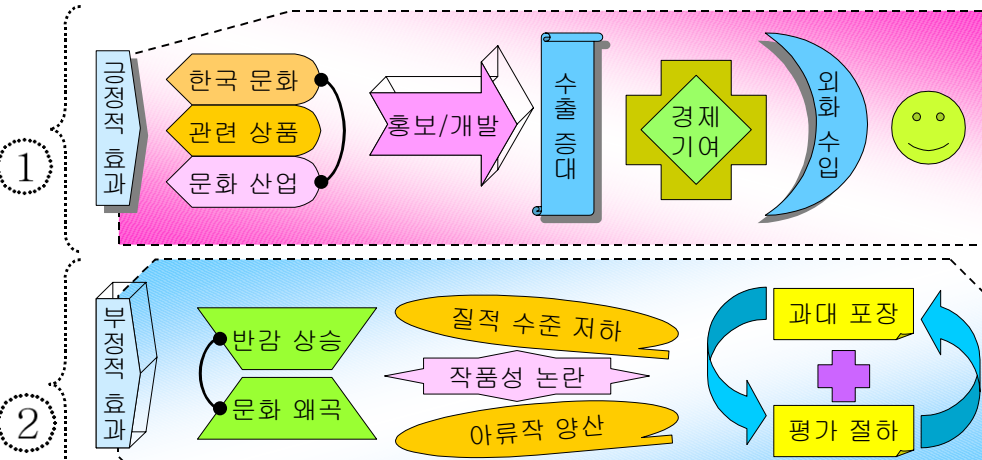 1
긍정적 효과
한국 문화
관련 상품
문화 산업
홍보/개발
수출 증대
경제
기여
외화 수입
2
부정적 효과
반감 상승
문화 왜곡
질적 수준 저하
작품성 논란
아류작 양산
과대 포장
평가 절하